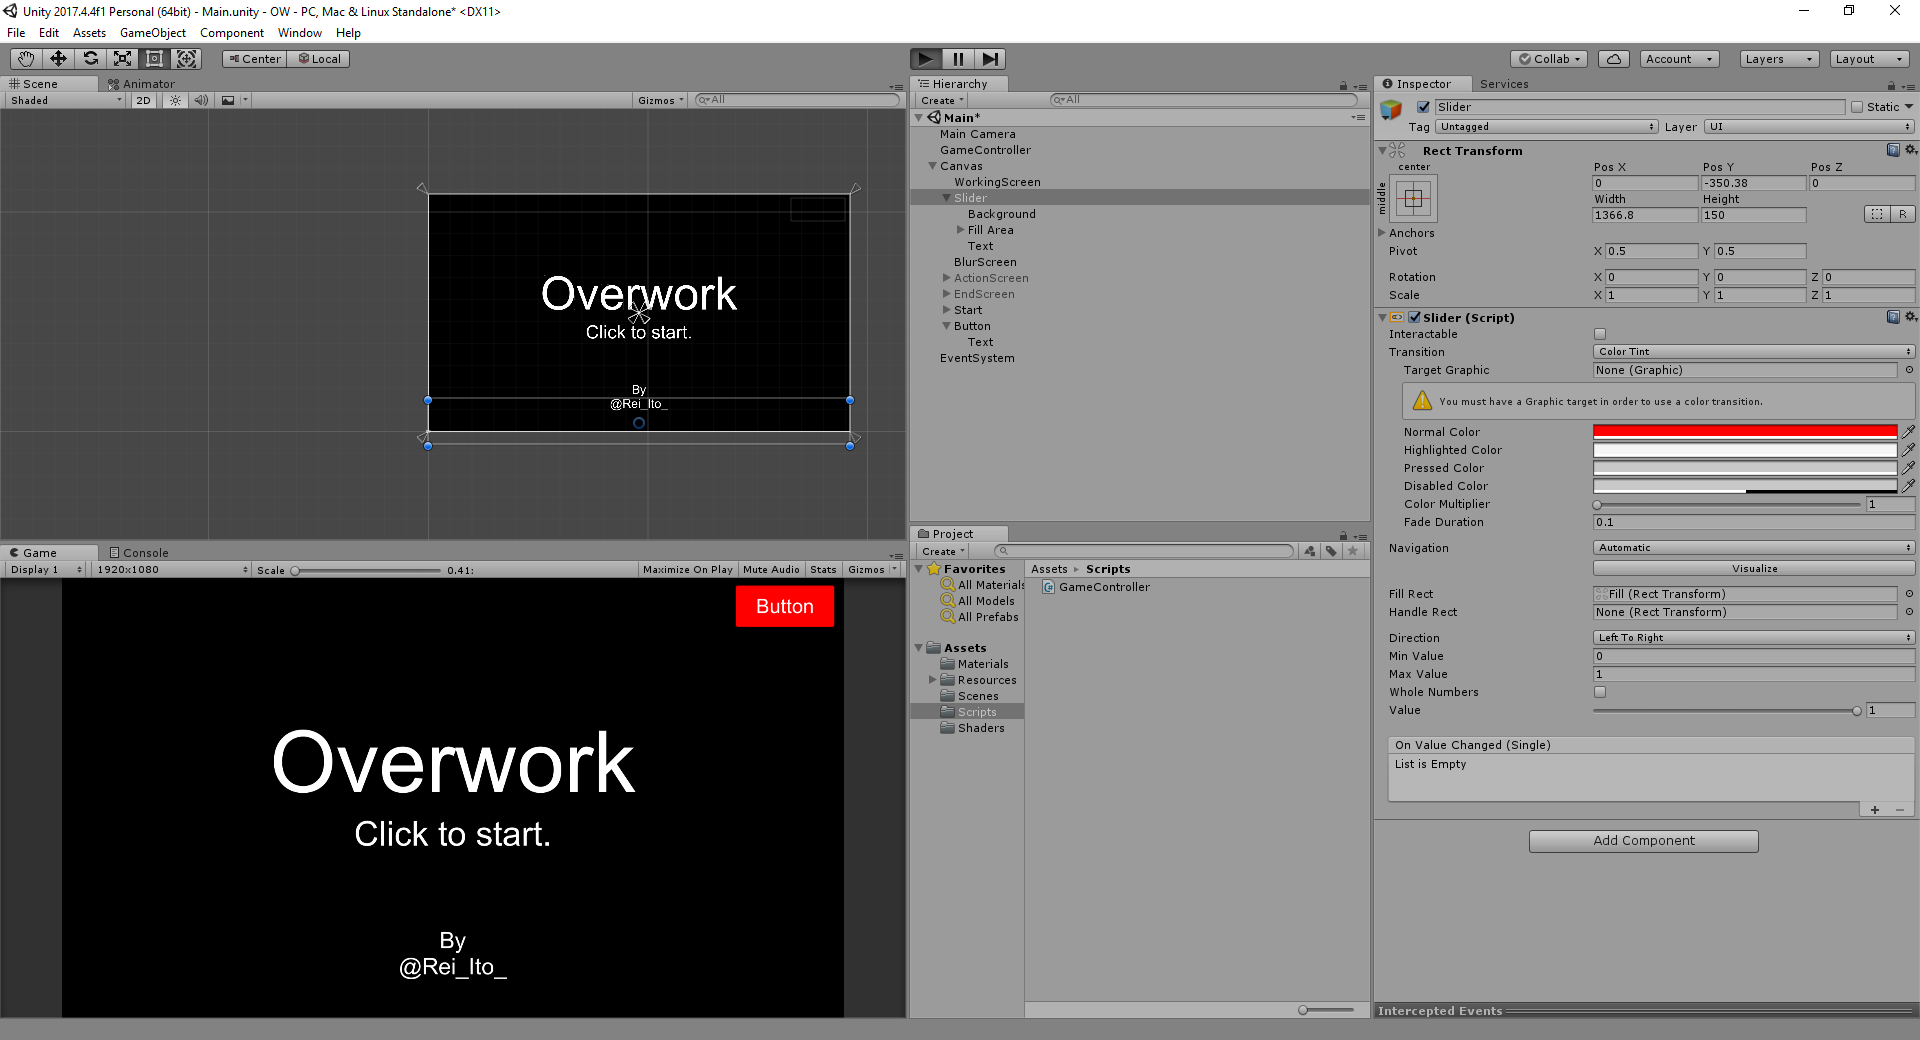 Unity 2017.4.4f1 Personal (64bit) - Main.unity - OW - PC, Mac & Linux Standalone* <DX11>
File Edit Assets GameObject Component Window Help
Center Local
Collab Account Layers Layout
Scene Animator
Shaded 2D Gizmos All
Overwork
Click to start.
By
@Rei_Ito_
Game Console
Display 1 1920x1080 Scale 0.41: Maximize On Play Mute Audio Stats Gizmos
Button
Overwork
Click to start.
By
@Rei_Ito_
Hierarchy
Create All
Main*
Main Camera
GameController
Canvas
WorkingScreen
Slider
Background
Fill Area
Text
BlurScreen
ActionScreen
EndScreen
Start
Button
Text
EventSystem
Project
Create
Favorites
All Materials
All Models
All Prefabs
Assets
Materials
Resources
Scenes
Scripts
Shaders
Assets Scripts
GameController
Inspector Services
Slider Static
Tag Untagged Layer UI
Rect Transform
center
middle
Pos X Pos Y Pos Z
0 -350.38 0
Width Height
1366.8 150
R
Anchors
Pivot X 0.5 Y 0.5
Rotation X 0 Y 0 Z 0
Scale X 1 Y 1 Z 1
Slider (Script)
Interactable
Transition Color Tint
Target Graphic None (Graphic)
You must have a Graphic target in order to use a color transition.
Normal Color
Highlighted Color
Pressed Color
Disabled Color
Color Multiplier 1
Fade Duration 0.1
Navigation Automatic
Visualize
Fill Rect Fill (Rect Transform)
Handle Rect None (Rect Transform)
Direction Left To Right
Min Value 0
Max Value 1
Whole Numbers
Value 1
On Value Changed (Single)
List is Empty
Add Component
Intercepted Events